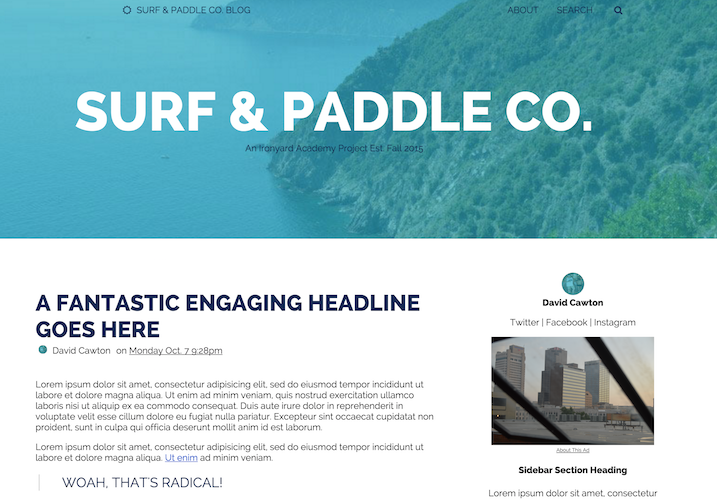 SURF & PADDLE CO. BLOG
ABOUT
SEARCH
SURF & PADDLE CO.
An Ironyard Academy Project Est. Fall 2015
A FANTASTIC ENGAGING HEADLINE
GOES HERE
David Cawton on Monday Oct. 7 9:28pm
Lorem ipsum dolor sit amet, consectetur adipisicing elit, sed do eiusmod tempor incididunt ut
labore et dolore magna aliqua. Ut enim ad minim veniam, quis nostrud exercitation ullamco
laboris nisi ut aliquip ex ea commodo consequat. Duis aute irure dolor in reprehenderit in
voluptate velit esse cillum dolore eu fugiat nulla pariatur. Excepteur sint occaecat cupidatat non
proident, sunt in culpa qui officia deserunt mollit anim id est laborum.
Lorem ipsum dolor sit amet, consectetur adipisicing elit, sed do eiusmod tempor incididunt ut
labore et dolore magna aliqua. Ut enim ad minim veniam.
WOAH, THAT'S RADICAL!
David Cawton
Twitter | Facebook | Instagram
About This Ad
Sidebar Section Heading
Lorem ipsum dolor sit amet, consectetur